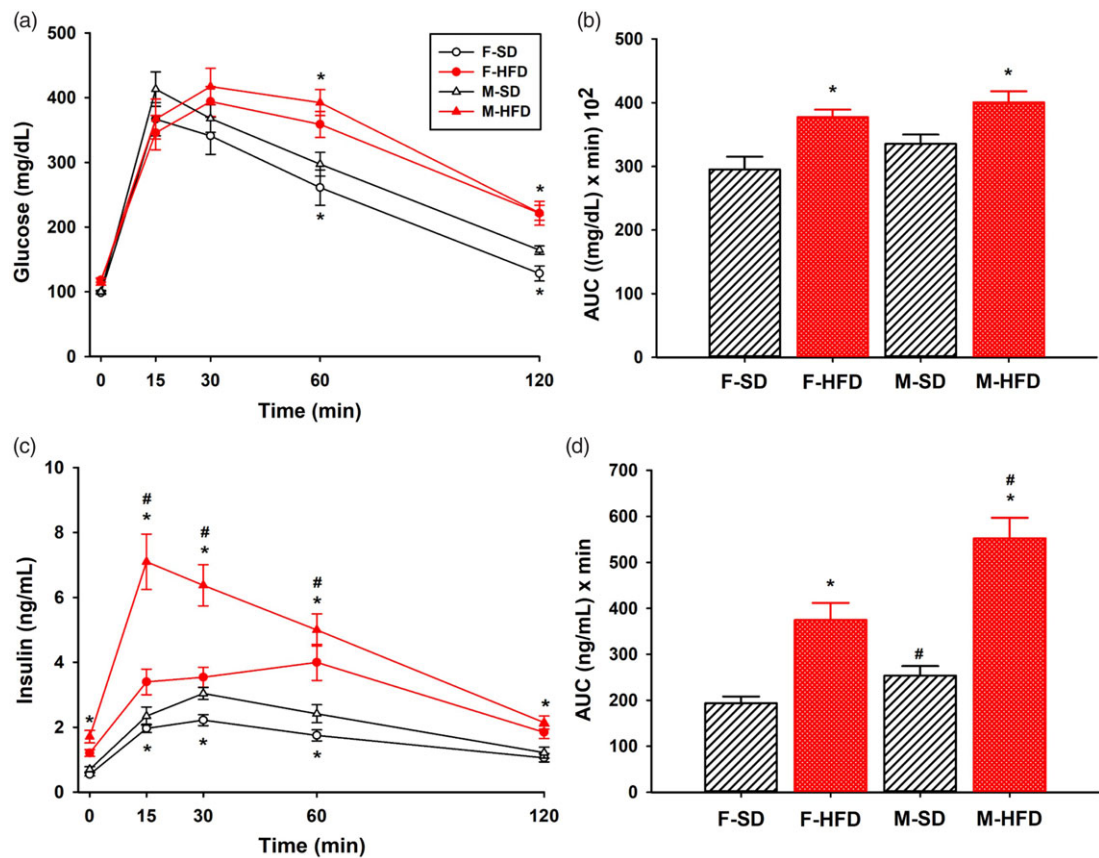 (a)
500
400
300
200
100
0
Glucose (mg/dL)
F-SD
F-HFD
M-SD
M-HFD
*
*
*
*
0 15 30 60 120
Time (min)
(b)
500
400
300
200
100
0
AUC ((mg/dL) x min) 10²
*
*
F-SD F-HFD M-SD M-HFD
(c)
10
8
6
4
2
0
Insulin (ng/mL)
#
*
#
*
#
*
*
*
*
*
*
0 15 30 60 120
Time (min)
(d)
700
600
500
400
300
200
100
0
AUC (ng/mL) x min
*
#
#
*
F-SD F-HFD M-SD M-HFD